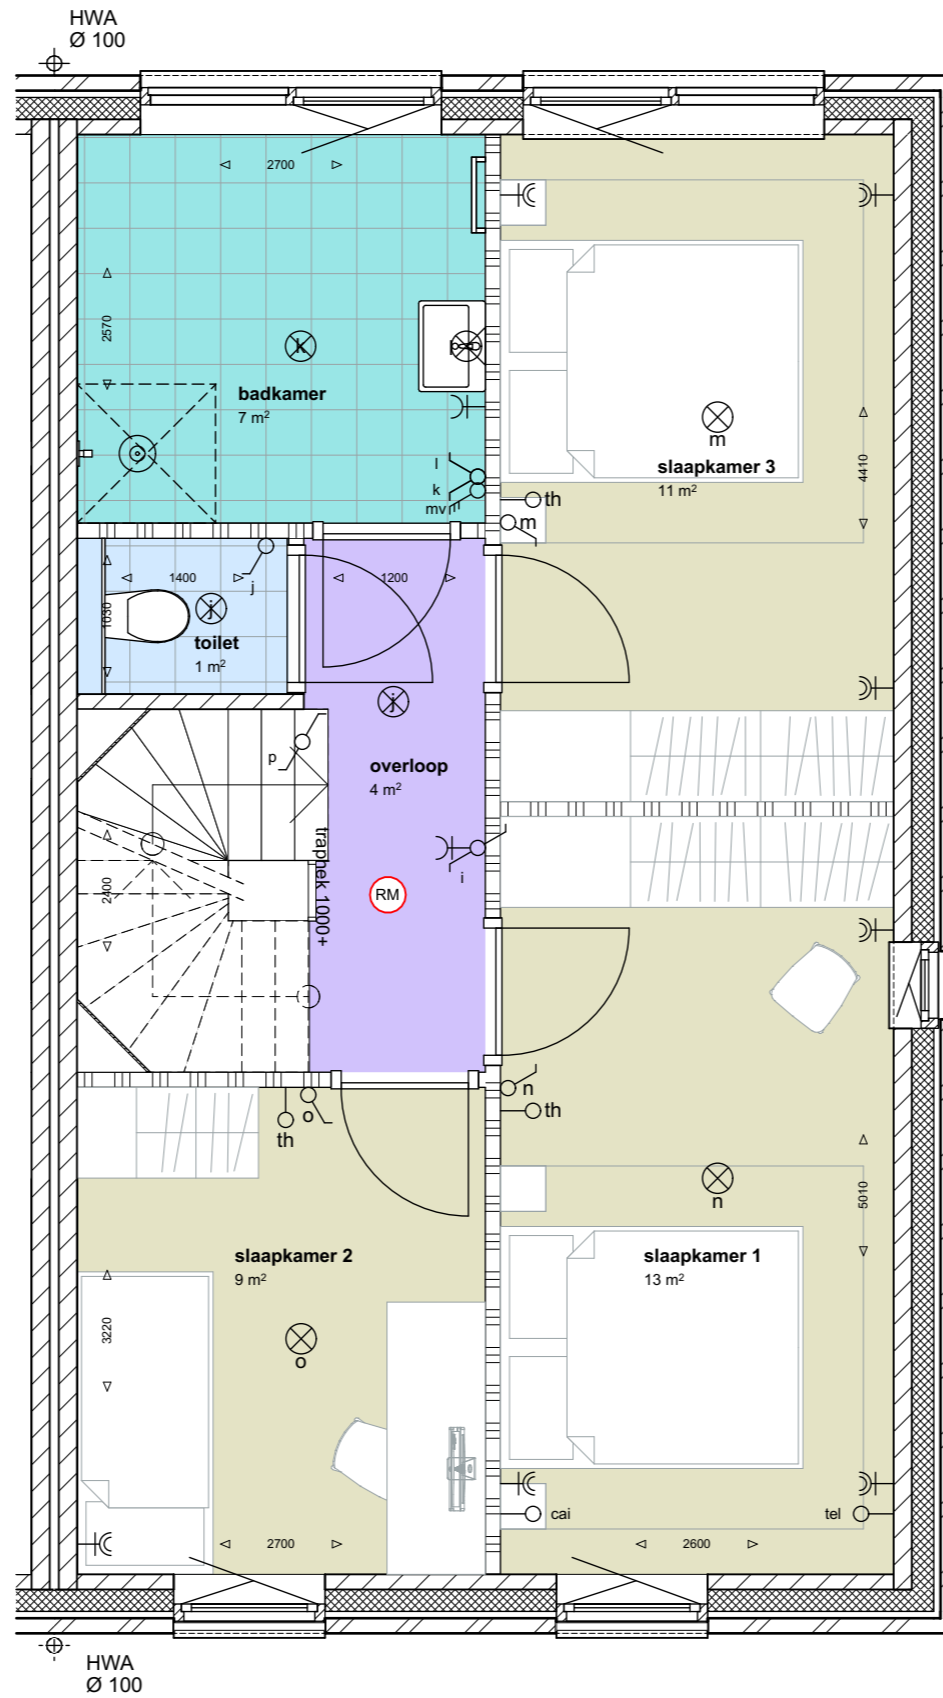 HWA
Ø 100
2700
2570
k
badkamer
7 m²
m
slaapkamer 3
11 m²
4410
l
k
mv
th
m
1400
j
1200
1030
j
toilet
1 m²
j
p
overloop
4 m²
traphek 1000+
i
2400
RM
n
th
o
th
n
5010
slaapkamer 2
9 m²
slaapkamer 1
13 m²
3220
o
cai
tel
2700
2600
HWA
Ø 100